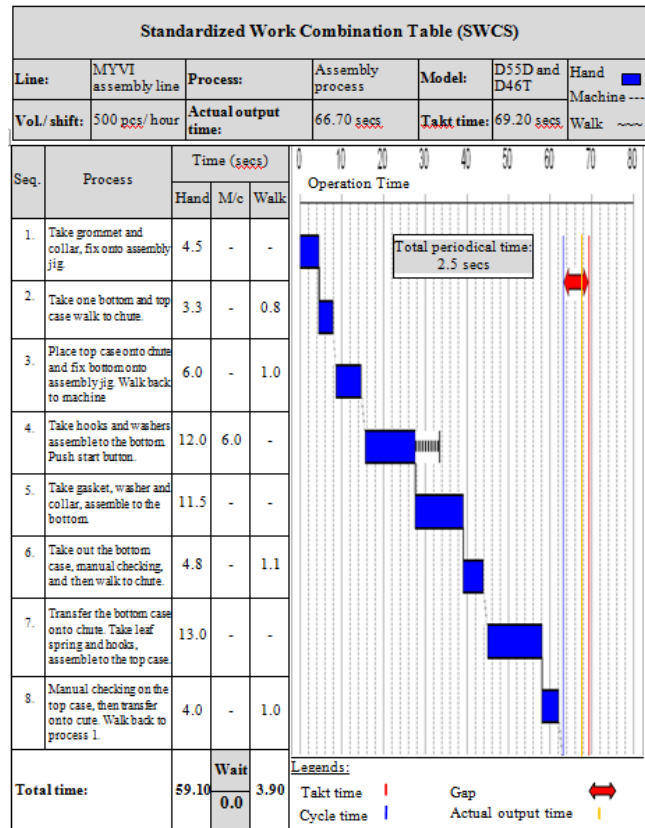 Standardized Work Combination Table (SWCS)
Line: MYVI assembly line Process: Assembly process Model: D55D and D46T Hand
Machine ---
Vol./ shift: 500 pcs/ hour Actual output time: 66.70 secs Takt time: 69.20 secs Walk ~~~
Seq. Process Time (secs) 0 10 20 30 40 50 60 70 80
Hand M/c Walk Operation Time
1. Take grommet and collar, fix onto assembly jig. 4.5 - -
Total periodical time: 2.5 secs
2. Take one bottom and top case walk to chute. 3.3 - 0.8
3. Place top case onto chute and fix bottom onto assembly jig. Walk back to machine 6.0 - 1.0
4. Take hooks and washers assemble to the bottom. Push start button. 12.0 6.0 -
5. Take gasket, washer and collar, assemble to the bottom. 11.5 - -
6. Take out the bottom case, manual checking, and then walk to chute. 4.8 - 1.1
7. Transfer the bottom case onto chute. Take leaf spring and hooks, assemble to the top case. 13.0 - -
8. Manual checking on the top case, then transfer onto cute. Walk back to process 1. 4.0 - 1.0
Total time: 59.10 Wait 0.0 3.90
Legends:
Takt time Gap
Cycle time Actual output time